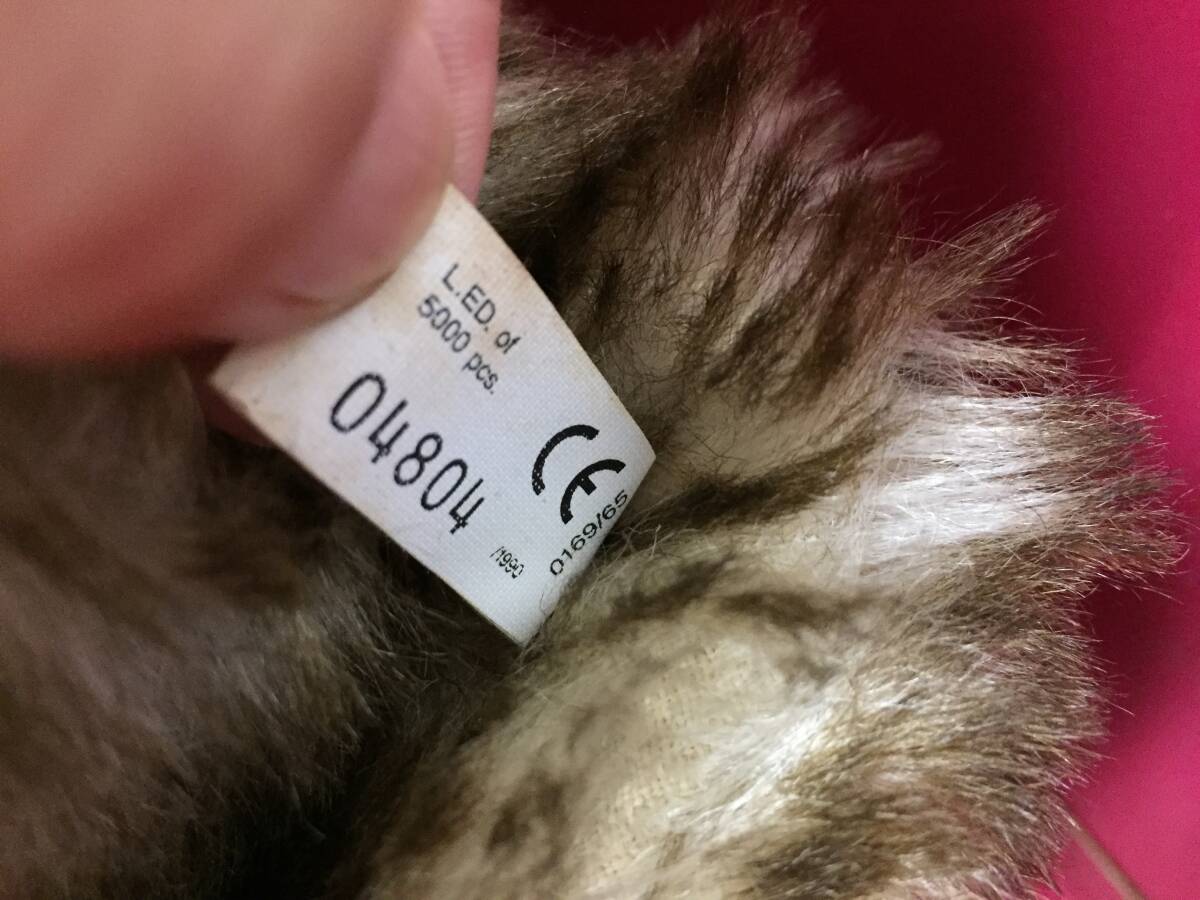 L.ED. of
5000 pcs.
04804
/1990
CE
0169/65